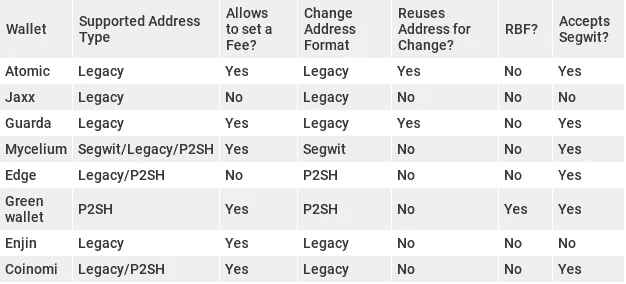 Wallet Supported Address Type Allows to set a Fee? Change Address Format Reuses Address for Change? RBF? Accepts Segwit?
Atomic Legacy Yes Legacy Yes No Yes
Jaxx Legacy No Legacy No No No
Guarda Legacy Yes Legacy Yes No Yes
Mycelium Segwit/Legacy/P2SH Yes Segwit No No Yes
Edge Legacy/P2SH No P2SH No No Yes
Green wallet P2SH Yes P2SH No Yes Yes
Enjin Legacy Yes Legacy No No No
Coinomi Legacy/P2SH Yes Legacy No No Yes